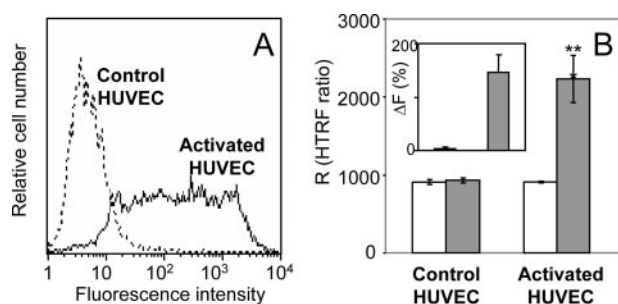 A
Control
HUVEC
Activated
HUVEC
Relative cell number
1 10 10² 10³ 10⁴
Fluorescence intensity
B
**
R (HTRF ratio)
3000
2000
1000
0
ΔF (%)
200
0
Control
HUVEC
Activated
HUVEC